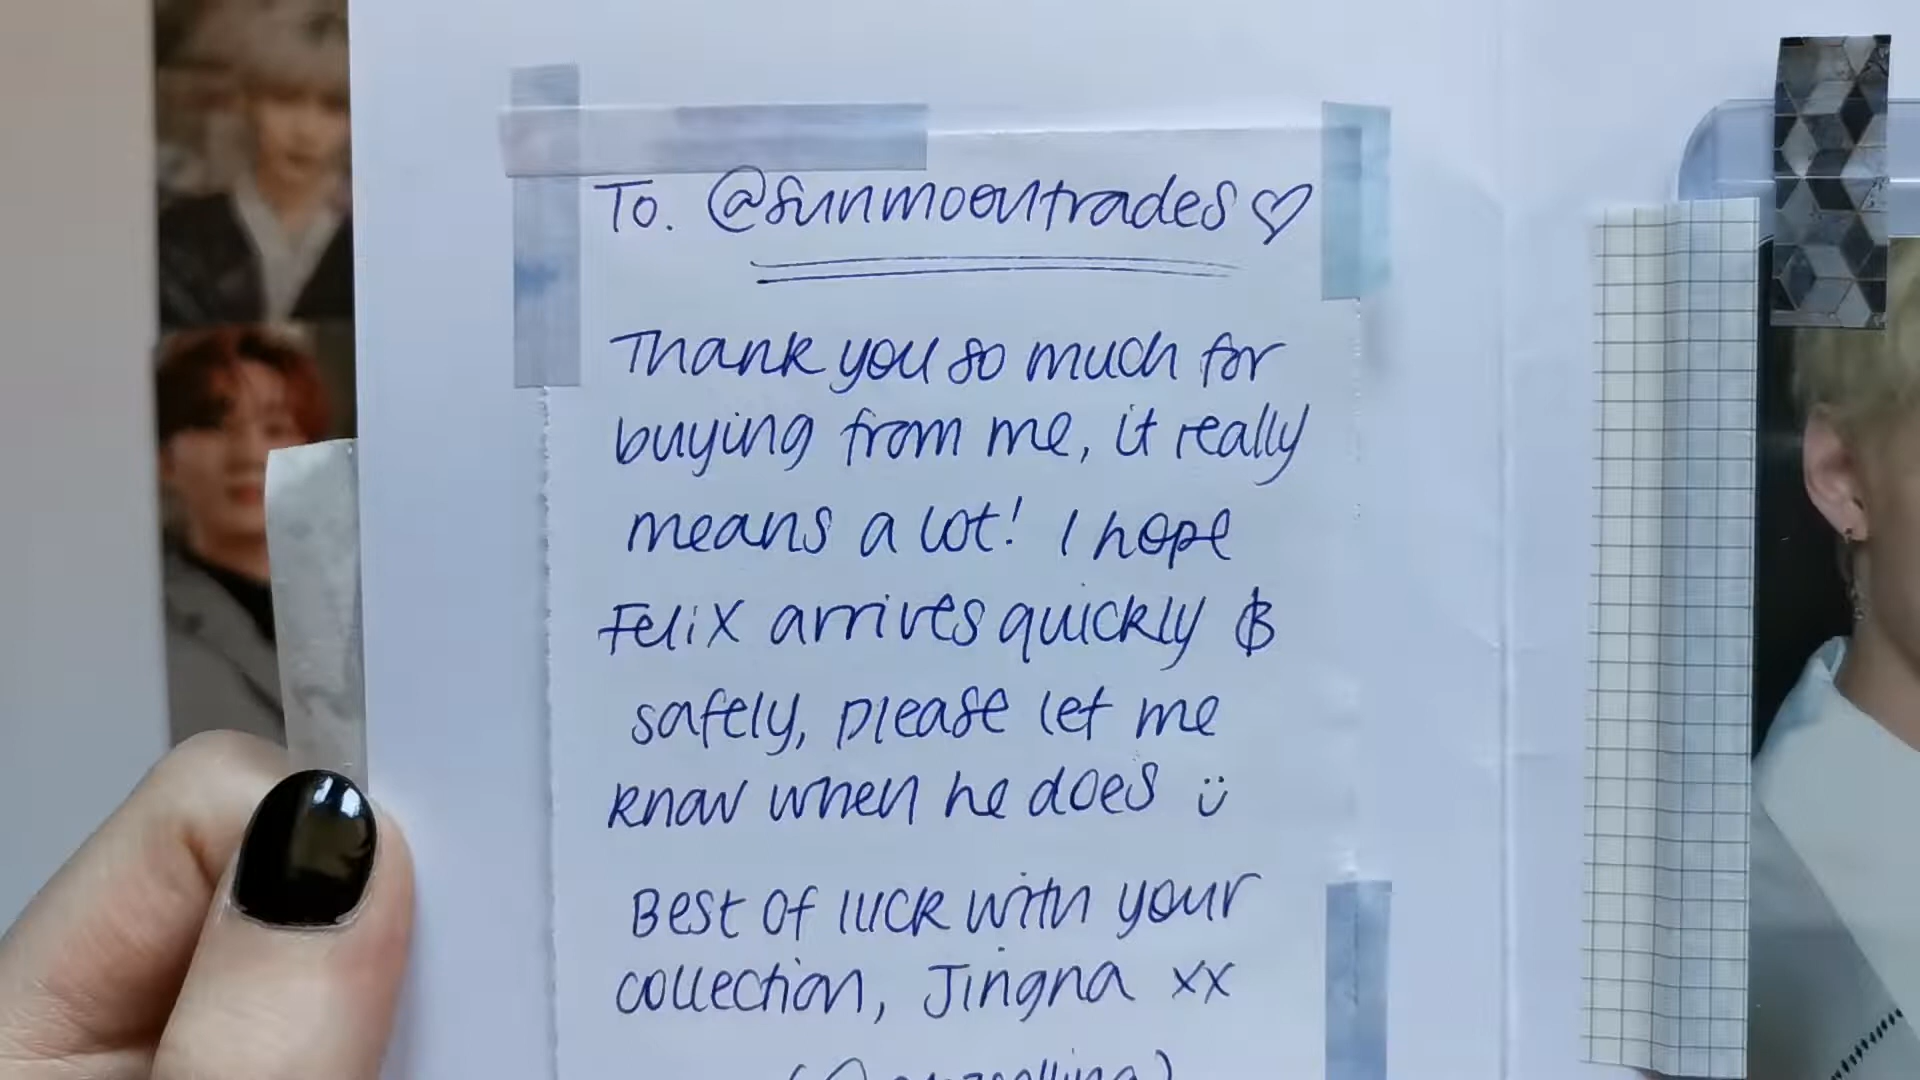 To. @sunmoontrades♡
Thank you so much for
buying from me, it really
means a lot! I hope
Felix arrives quickly &
safely, please let me
know when he does :)
Best of luck with your
collection, Jingna xx